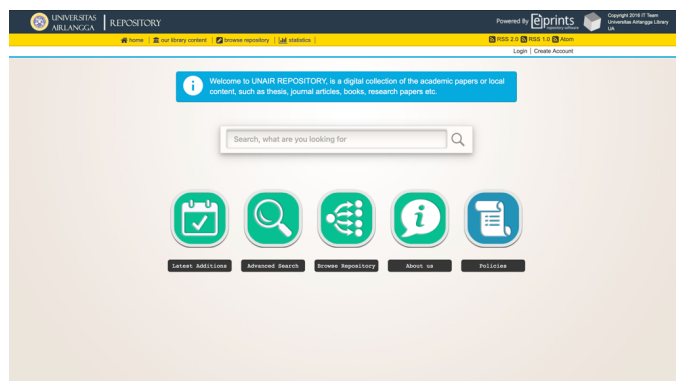 UNIVERSITAS
AIRLANGGA
REPOSITORY
Powered By eprints
repository software
Copyright 2016 IT Team
Universitas Airlangga Library
UA
home | our library content | browse repository | statistics |
RSS 2.0 RSS 1.0 Atom
Login | Create Account
Welcome to UNAIR REPOSITORY, is a digital collection of the academic papers or local
content, such as thesis, journal articles, books, research papers etc.
Search, what are you looking for
Latest Additions
Advanced Search
Browse Repository
About us
Policies